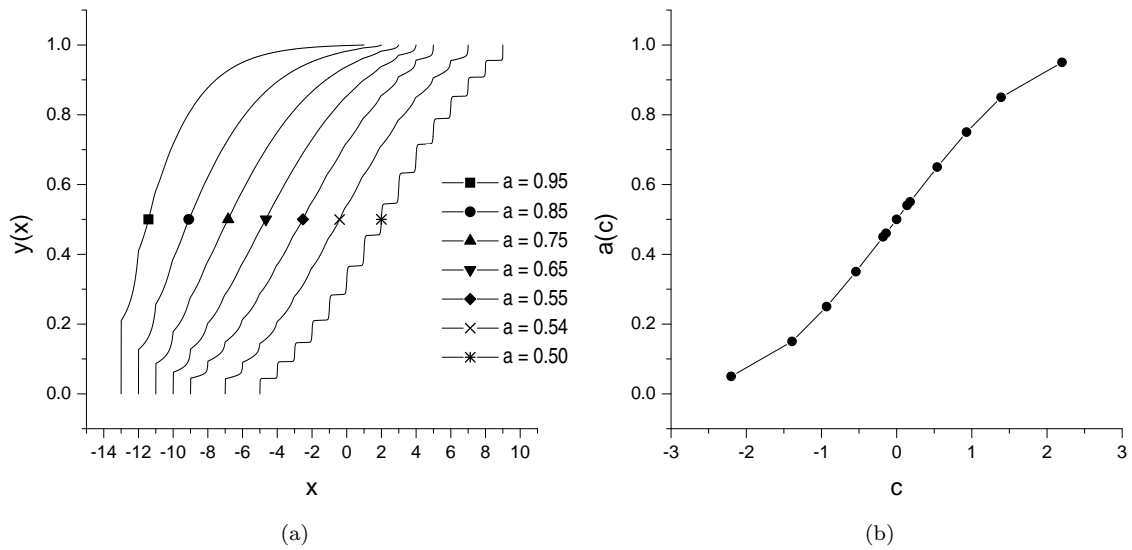 1.0
0.8
0.6
0.4
0.2
0.0
y(x)
-14 -12 -10 -8 -6 -4 -2 0 2 4 6 8 10
x
a = 0.95
a = 0.85
a = 0.75
a = 0.65
a = 0.55
a = 0.54
a = 0.50
(a)
1.0
0.8
0.6
0.4
0.2
0.0
a(c)
-3 -2 -1 0 1 2 3
c
(b)